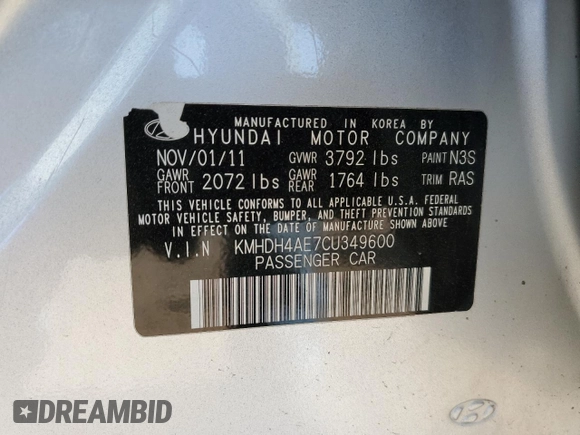 MANUFACTURED IN KOREA BY
HYUNDAI MOTOR COMPANY
NOV/01/11 GVWR 3792 lbs PAINT N3S
GAWR FRONT 2072 lbs GAWR REAR 1764 lbs TRIM RAS
THIS VEHICLE CONFORMS TO ALL APPLICABLE U.S.A. FEDERAL
MOTOR VEHICLE SAFETY, BUMPER, AND THEFT PREVENTION STANDARDS
IN EFFECT ON THE DATE OF MANUFACTURE SHOWN ABOVE.
V.I.N KMHDH4AE7CU349600
PASSENGER CAR
DREAMBID